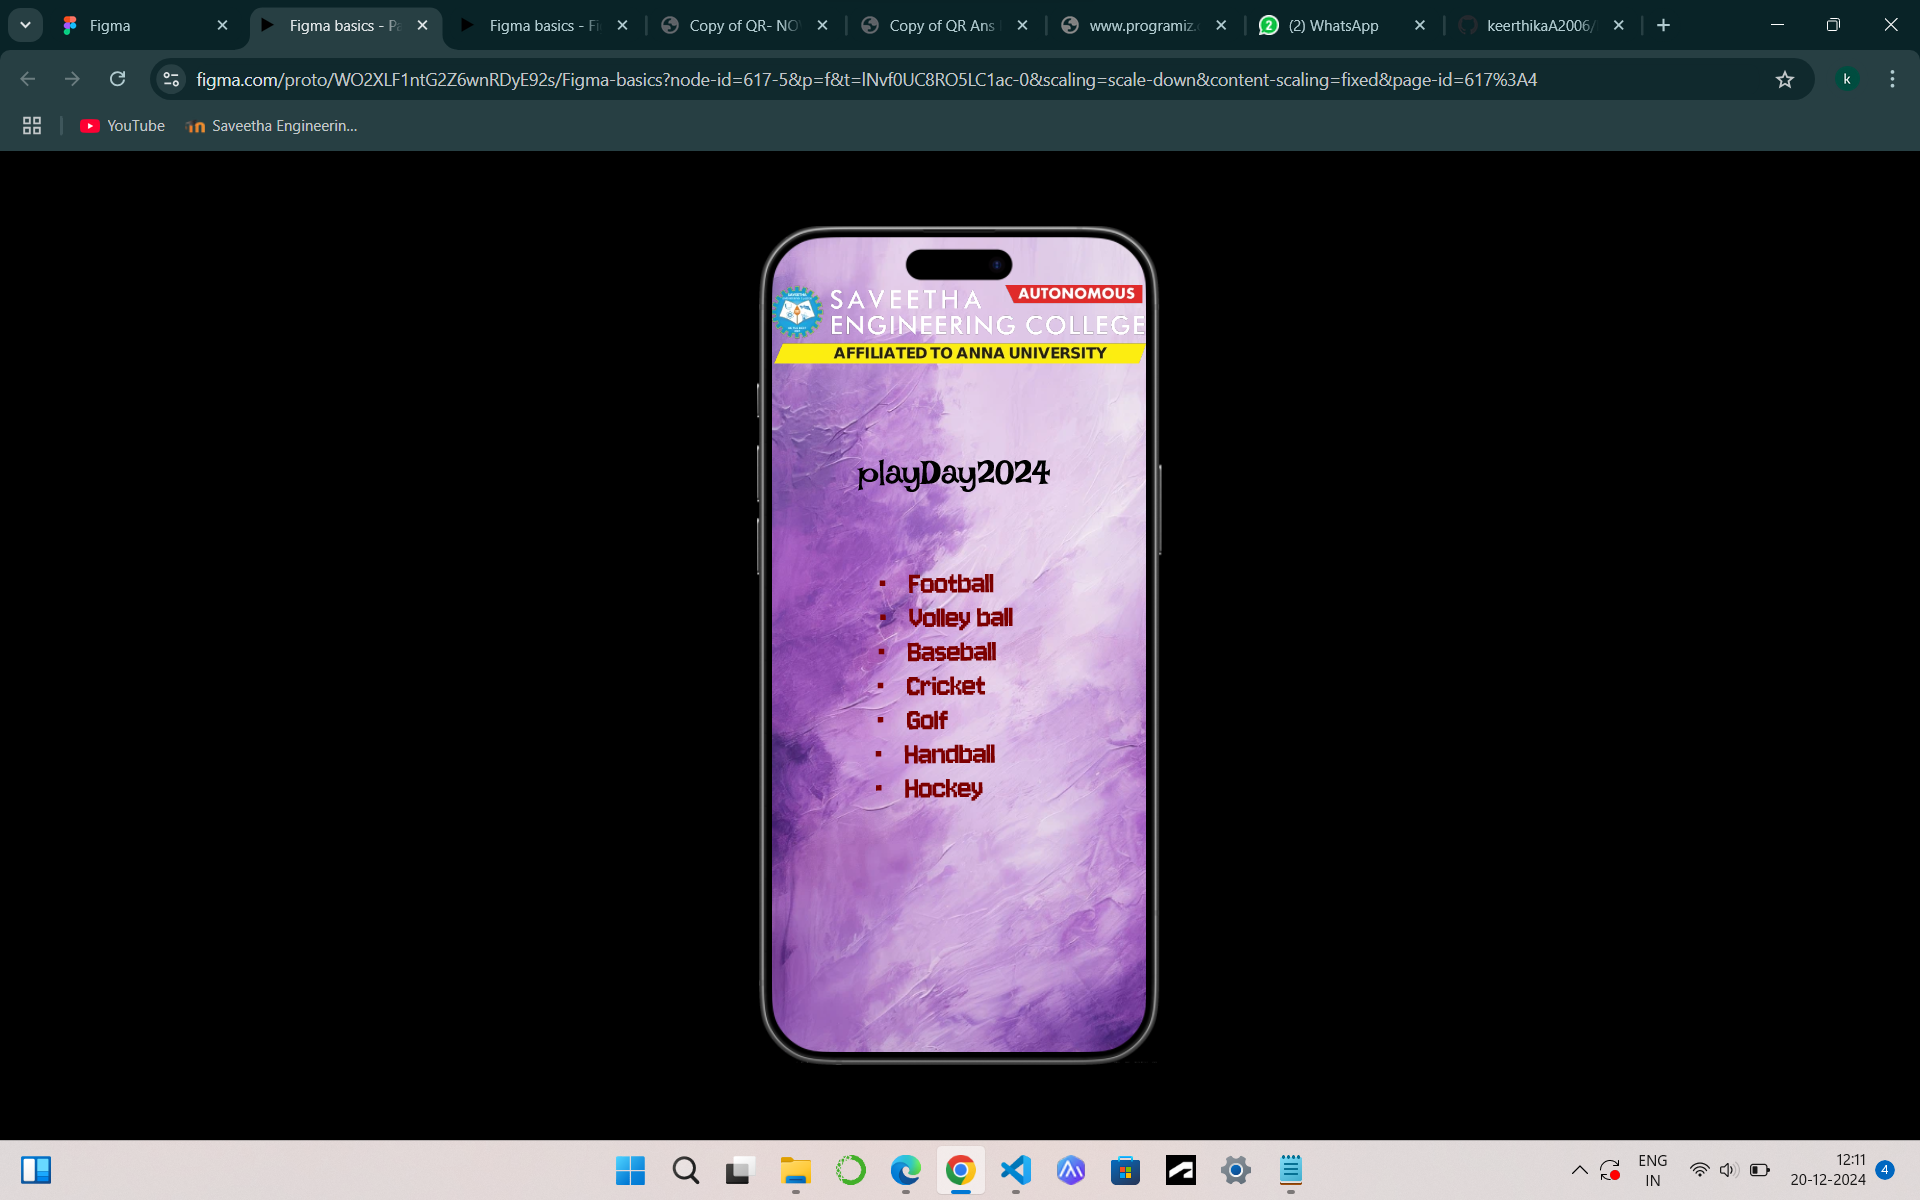 Figma
Figma basics - Pa
Figma basics - Fi
Copy of QR- NO
Copy of QR Ans
www.programiz.
(2) WhatsApp
keerthikaA2006/
figma.com/proto/WO2XLF1ntG2Z6wnRDyE92s/Figma-basics?node-id=617-5&p=f&t=lNvf0UC8RO5LC1ac-0&scaling=scale-down&content-scaling=fixed&page-id=617%3A4
k
YouTube
Saveetha Engineerin...
AUTONOMOUS
SAVEETHA
ENGINEERING COLLEGE
AFFILIATED TO ANNA UNIVERSITY
playDay2024
▪ Football
▪ Volley ball
▪ Baseball
▪ Cricket
▪ Golf
▪ Handball
▪ Hockey
ENG
IN
12:11
20-12-2024
4